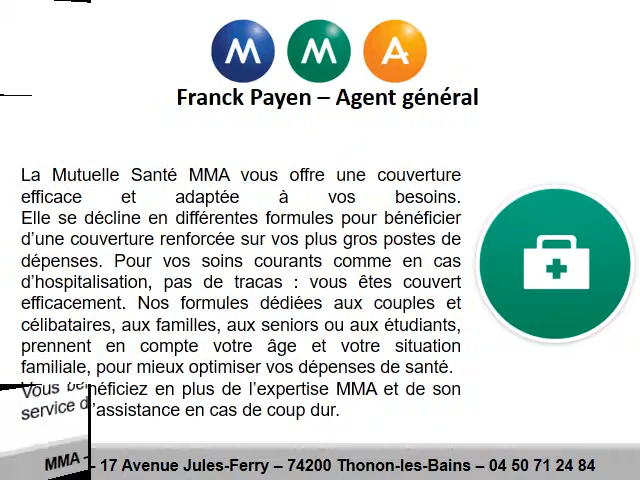 MMA
Franck Payen – Agent général
La Mutuelle Santé MMA vous offre une couverture
efficace et adaptée à vos besoins.
Elle se décline en différentes formules pour bénéficier
d’une couverture renforcée sur vos plus gros postes de
dépenses. Pour vos soins courants comme en cas
d’hospitalisation, pas de tracas : vous êtes couvert
efficacement. Nos formules dédiées aux couples et
célibataires, aux familles, aux seniors ou aux étudiants,
prennent en compte votre âge et votre situation
familiale, pour mieux optimiser vos dépenses de santé.
Vous bénéficiez en plus de l’expertise MMA et de son
service d’assistance en cas de coup dur.
MMA – 17 Avenue Jules-Ferry – 74200 Thonon-les-Bains – 04 50 71 24 84